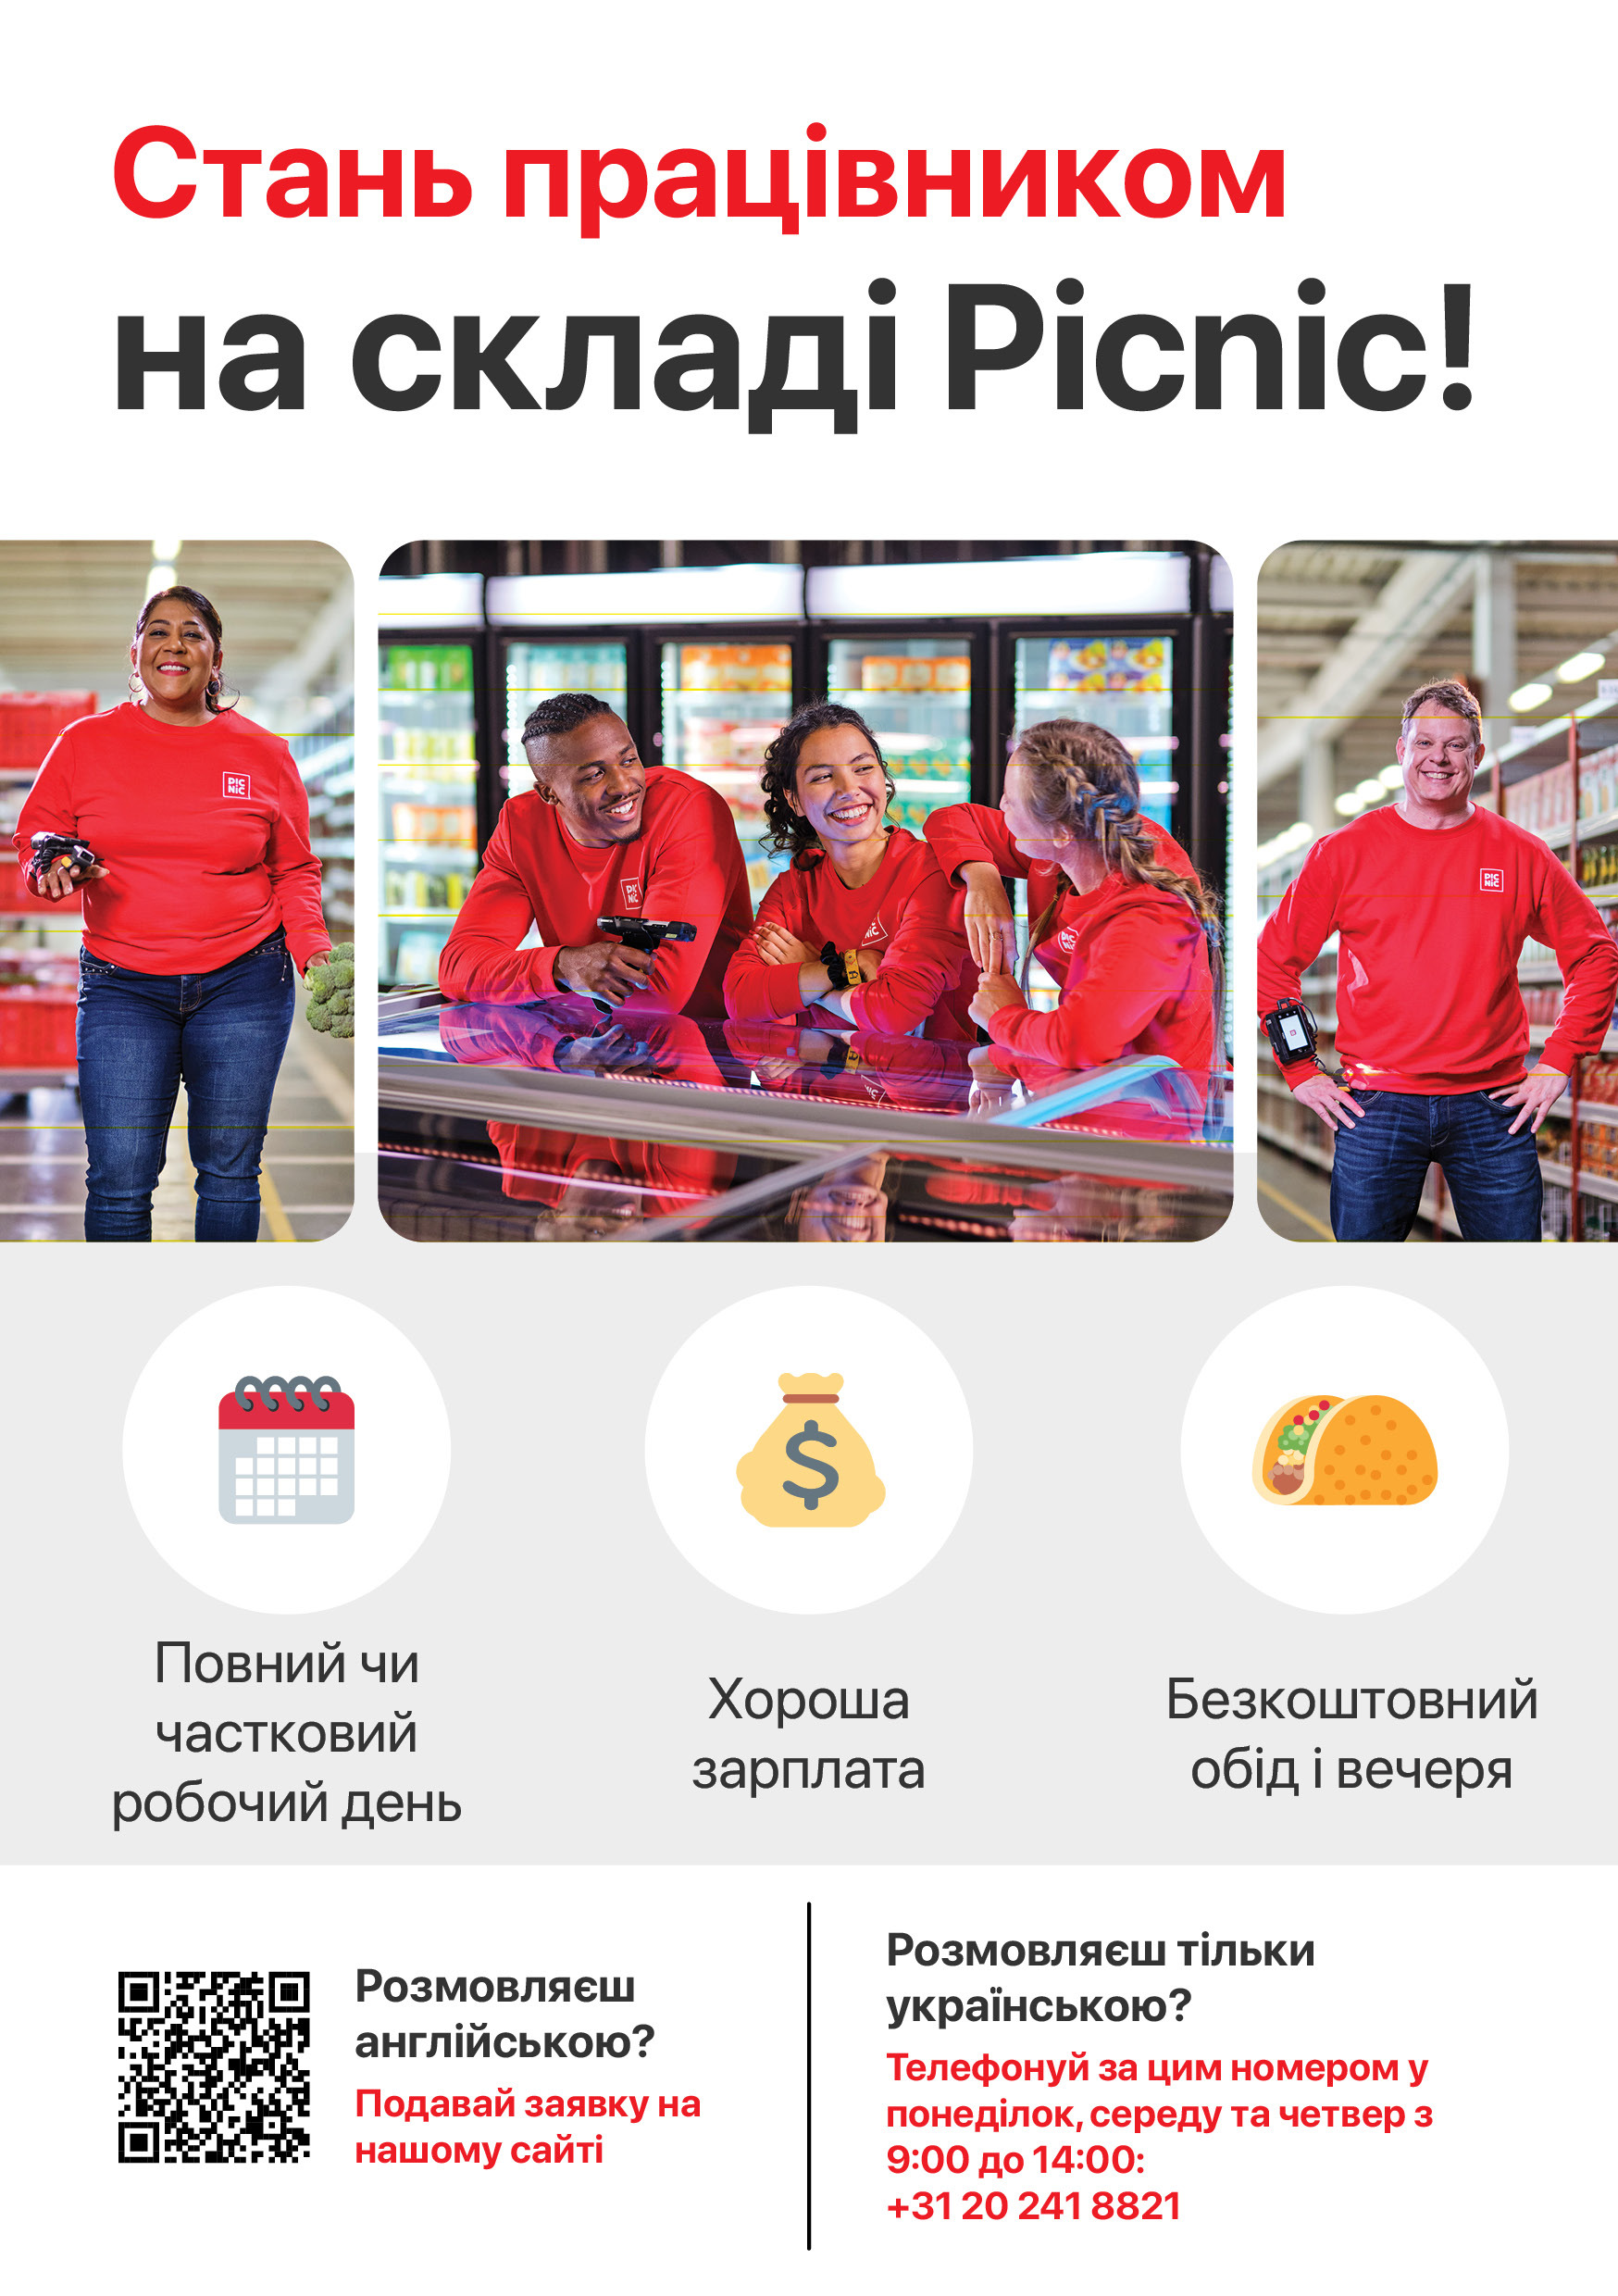 Стань працівником
на складі Picnic!
PIC
NIC
PIC
NIC
NIC
PIC
NIC
PIC
NIC
Повний чи
частковий
робочий день
Хороша
зарплата
Безкоштовний
обід і вечеря
Розмовляєш
англійською?
Подавай заявку на
нашому сайті
Розмовляєш тільки
українською?
Телефонуй за цим номером у
понеділок, середу та четвер з
9:00 до 14:00:
+31 20 241 8821